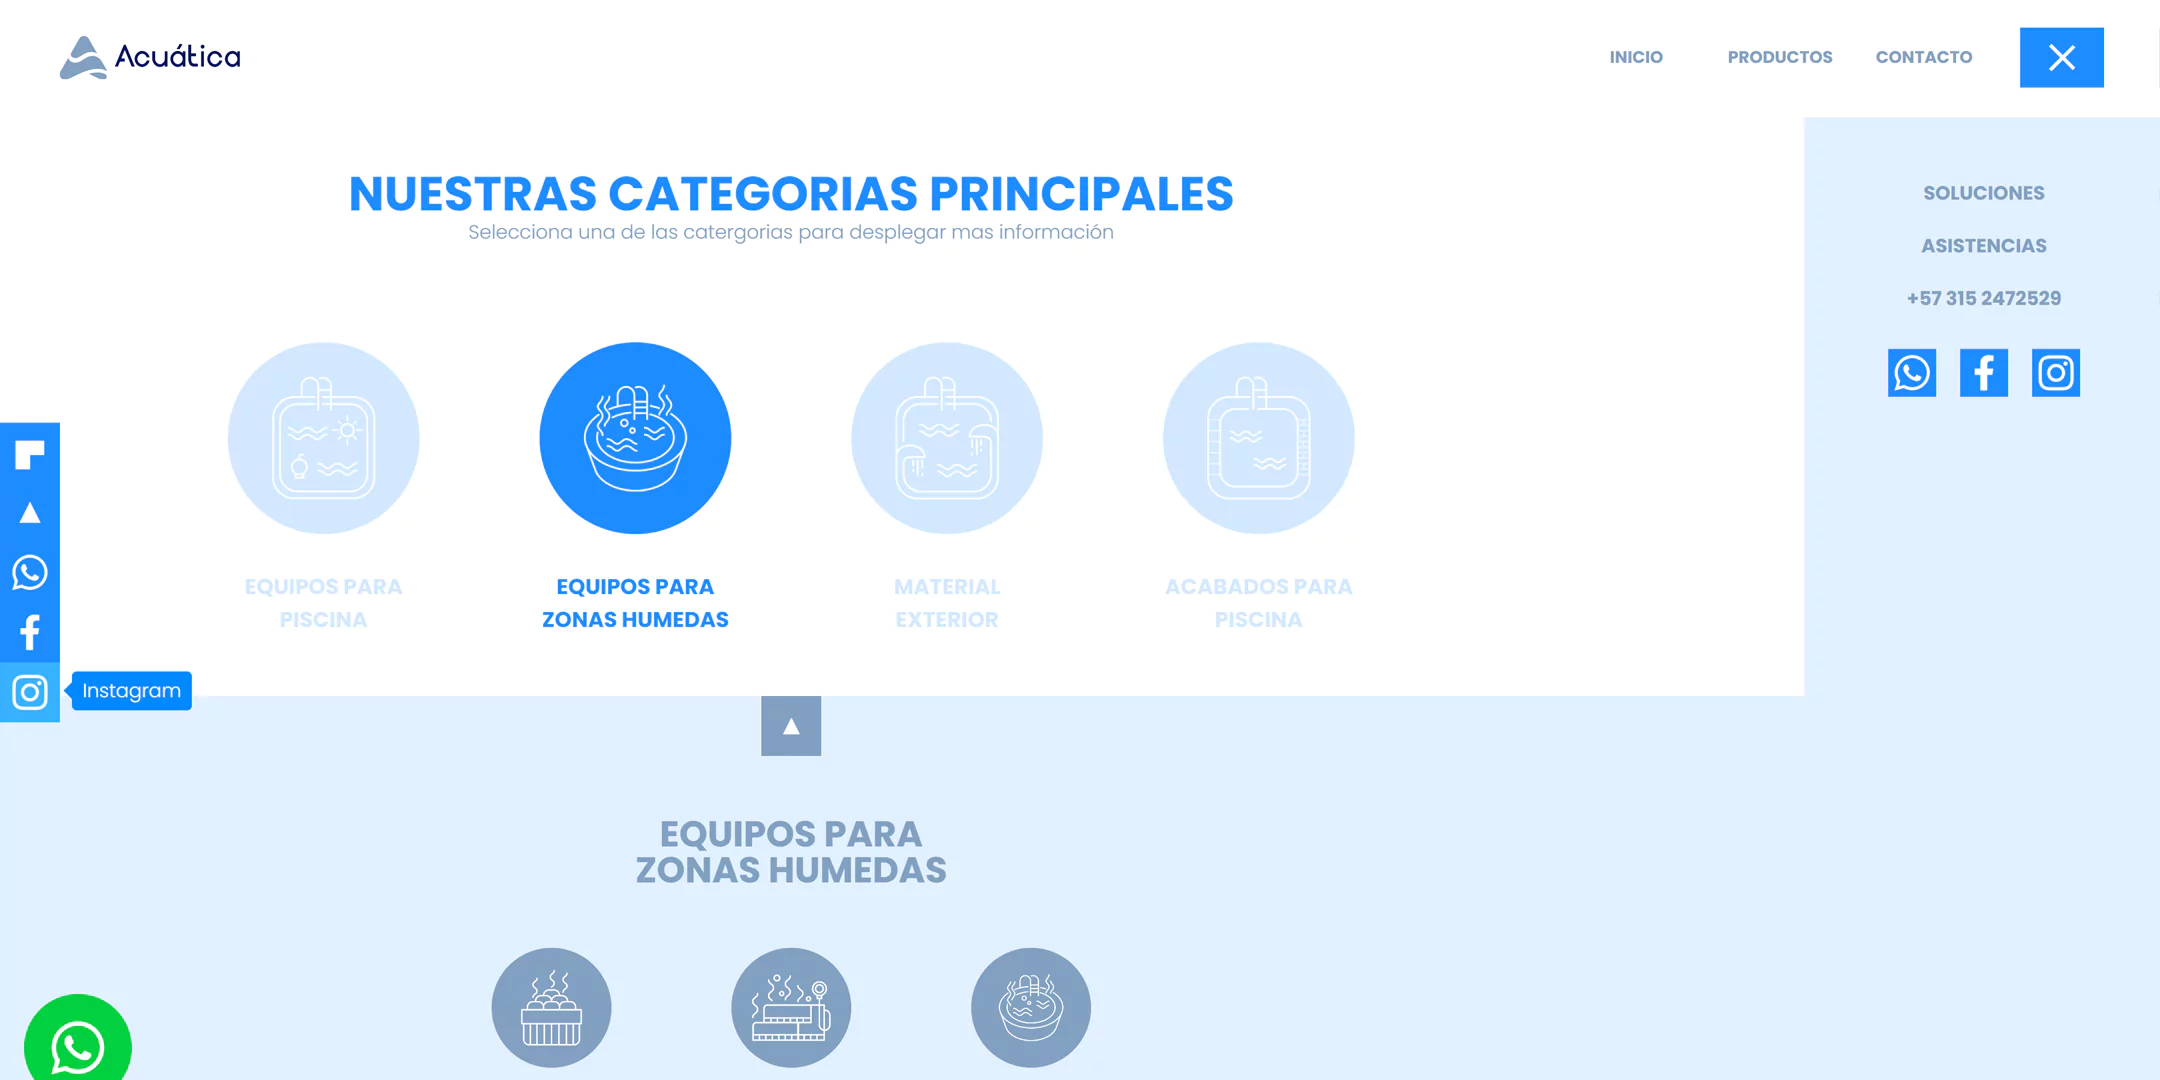 Acuática
INICIO
PRODUCTOS
CONTACTO
NUESTRAS CATEGORIAS PRINCIPALES
Selecciona una de las catergorias para desplegar mas información
SOLUCIONES
ASISTENCIAS
+57 315 2472529
EQUIPOS PARA
PISCINA
EQUIPOS PARA
ZONAS HUMEDAS
MATERIAL
EXTERIOR
ACABADOS PARA
PISCINA
Instagram
EQUIPOS PARA
ZONAS HUMEDAS